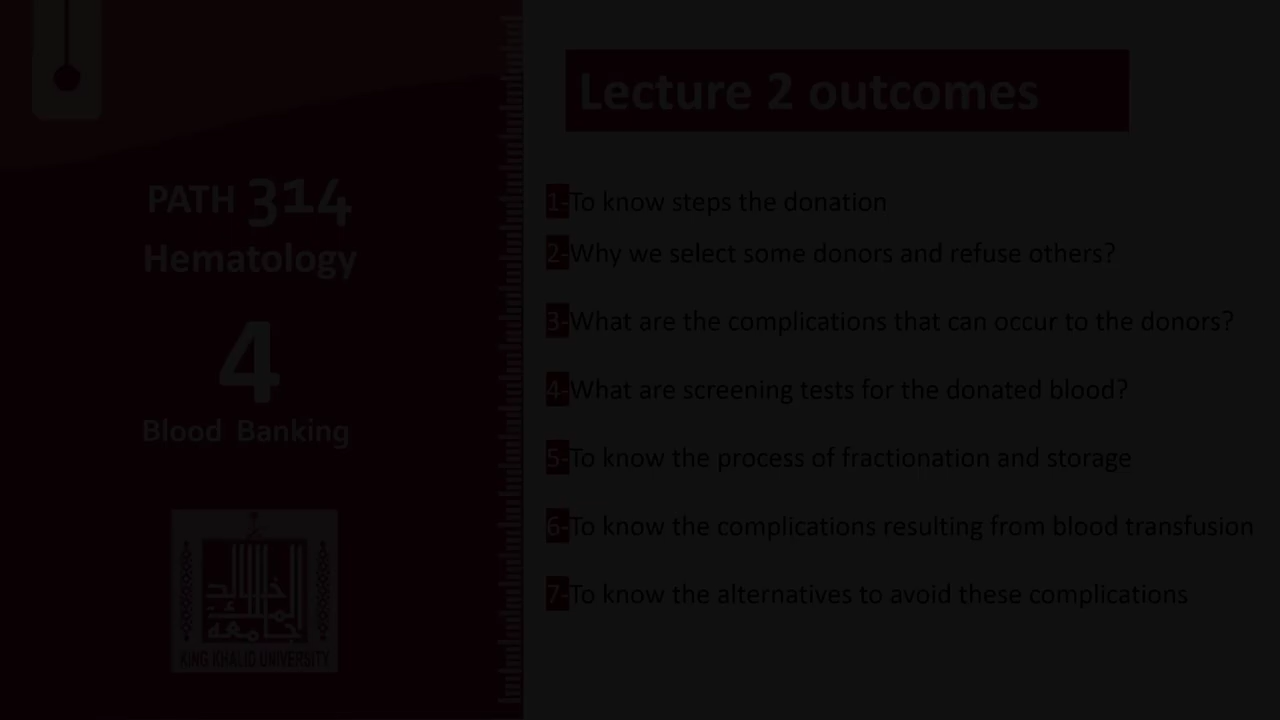 PATH 314
Hematology
4
Blood Banking
جامعة
الملك
خالد
KING KHALID UNIVERSITY
Lecture 2 outcomes
1-To know steps the donation
2-Why we select some donors and refuse others?
3-What are the complications that can occur to the donors?
4-What are screening tests for the donated blood?
5-To know the process of fractionation and storage
6-To know the complications resulting from blood transfusion
7-To know the alternatives to avoid these complications